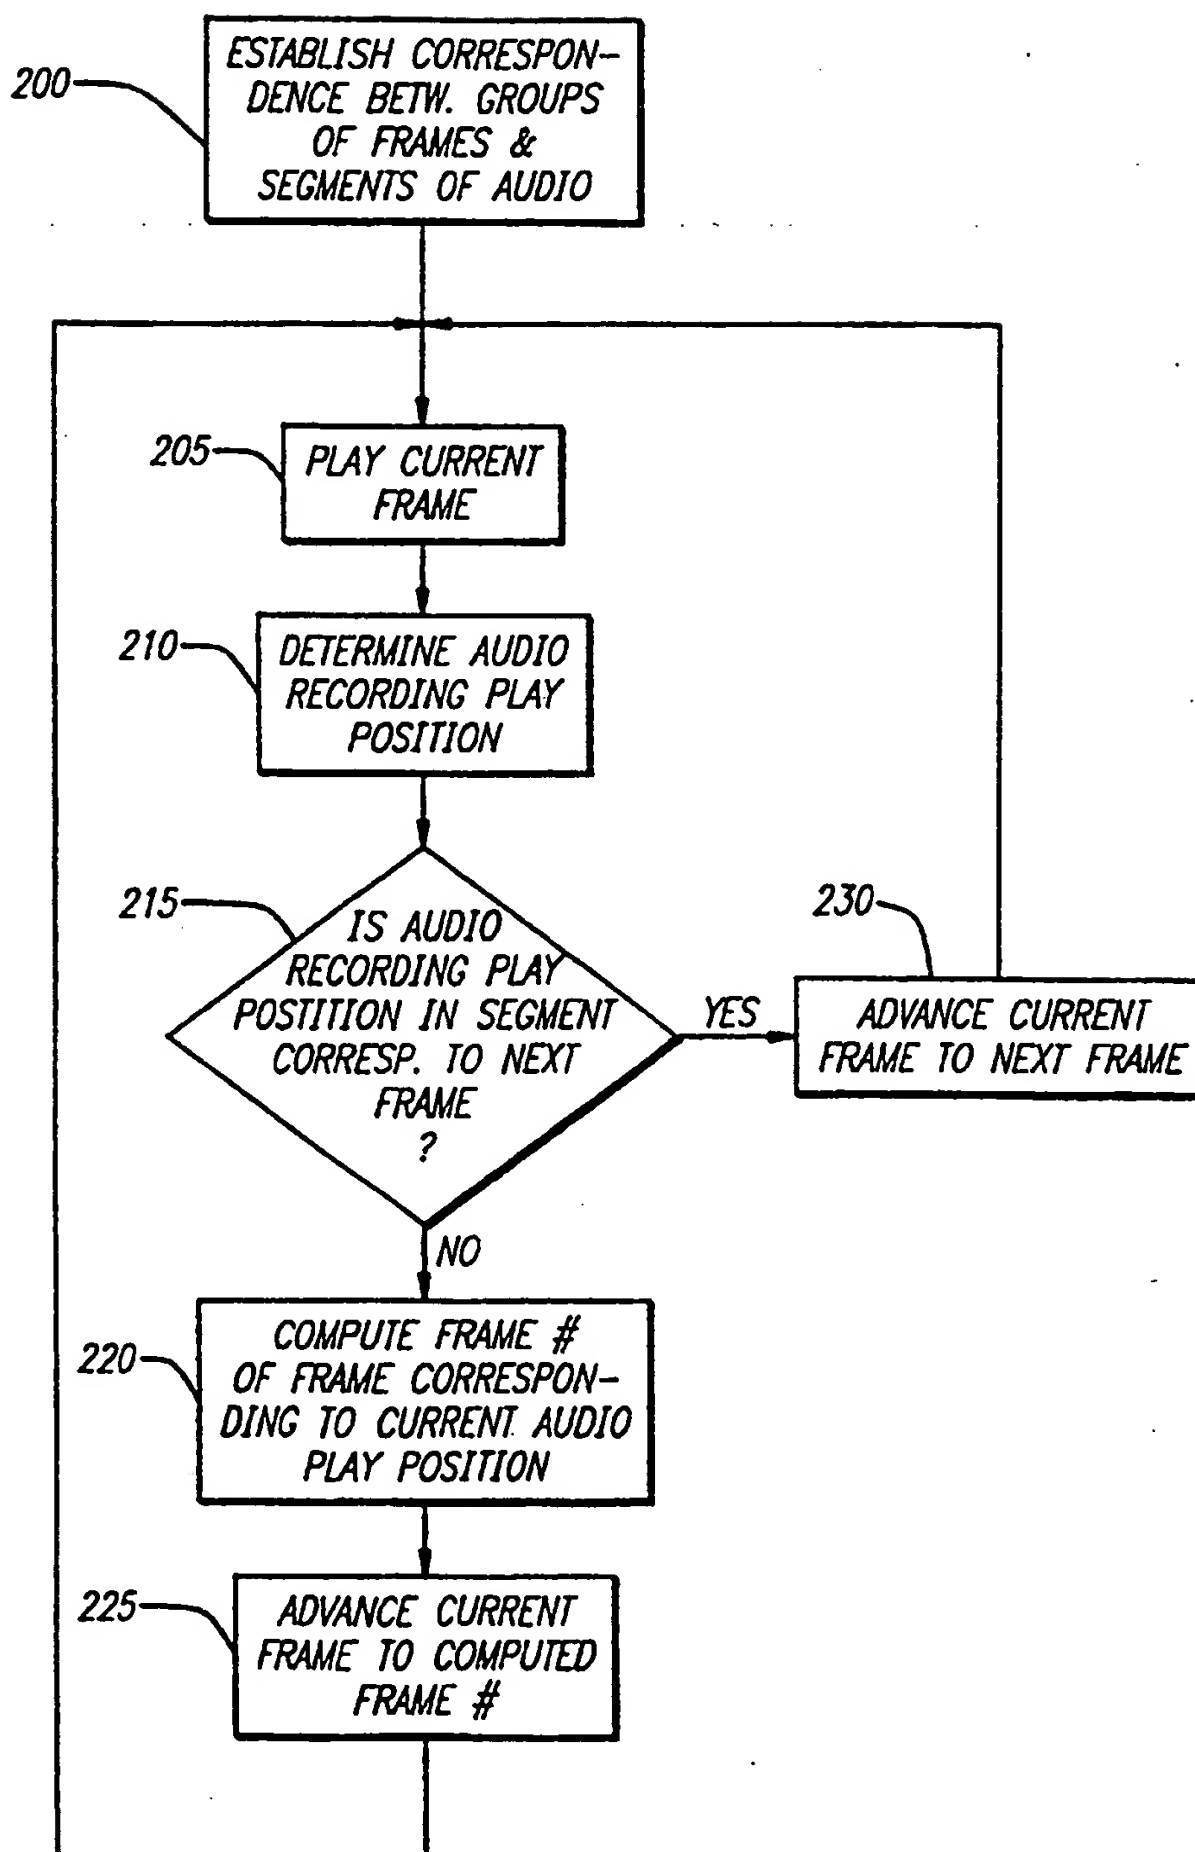 200
ESTABLISH CORRESPON-
DENCE BETW. GROUPS
OF FRAMES &
SEGMENTS OF AUDIO
205
PLAY CURRENT
FRAME
210
DETERMINE AUDIO
RECORDING PLAY
POSITION
215
IS AUDIO
RECORDING PLAY
POSTITION IN SEGMENT
CORRESP. TO NEXT
FRAME
?
YES
230
ADVANCE CURRENT
FRAME TO NEXT FRAME
NO
220
COMPUTE FRAME #
OF FRAME CORRESPON-
DING TO CURRENT AUDIO
PLAY POSITION
225
ADVANCE CURRENT
FRAME TO COMPUTED
FRAME #